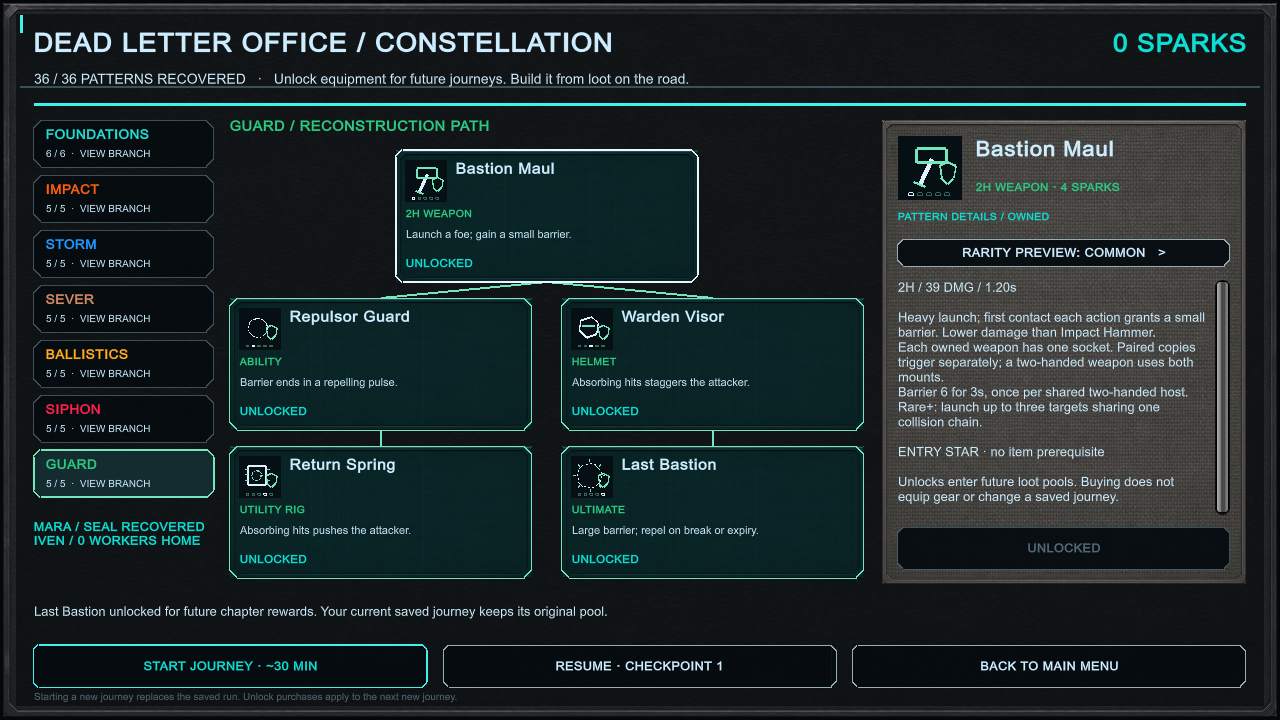 DEAD LETTER OFFICE / CONSTELLATION
0 SPARKS
36 / 36 PATTERNS RECOVERED · Unlock equipment for future journeys. Build it from loot on the road.
FOUNDATIONS
6 / 6 · VIEW BRANCH
IMPACT
5 / 5 · VIEW BRANCH
STORM
5 / 5 · VIEW BRANCH
SEVER
5 / 5 · VIEW BRANCH
BALLISTICS
5 / 5 · VIEW BRANCH
SIPHON
5 / 5 · VIEW BRANCH
GUARD
5 / 5 · VIEW BRANCH
MARA / SEAL RECOVERED
IVEN / 0 WORKERS HOME
GUARD / RECONSTRUCTION PATH
Bastion Maul
2H WEAPON
Launch a foe; gain a small barrier.
UNLOCKED
Repulsor Guard
ABILITY
Barrier ends in a repelling pulse.
UNLOCKED
Warden Visor
HELMET
Absorbing hits staggers the attacker.
UNLOCKED
Return Spring
UTILITY RIG
Absorbing hits pushes the attacker.
UNLOCKED
Last Bastion
ULTIMATE
Large barrier; repel on break or expiry.
UNLOCKED
Bastion Maul
2H WEAPON · 4 SPARKS
PATTERN DETAILS / OWNED
RARITY PREVIEW: COMMON >
2H / 39 DMG / 1.20s
Heavy launch; first contact each action grants a small
barrier. Lower damage than Impact Hammer.
Each owned weapon has one socket. Paired copies
trigger separately; a two-handed weapon uses both
mounts.
Barrier 6 for 3s, once per shared two-handed host.
Rare+: launch up to three targets sharing one
collision chain.
ENTRY STAR · no item prerequisite
Unlocks enter future loot pools. Buying does not
equip gear or change a saved journey.
UNLOCKED
Last Bastion unlocked for future chapter rewards. Your current saved journey keeps its original pool.
START JOURNEY · ~30 MIN
RESUME · CHECKPOINT 1
BACK TO MAIN MENU
Starting a new journey replaces the saved run. Unlock purchases apply to the next new journey.